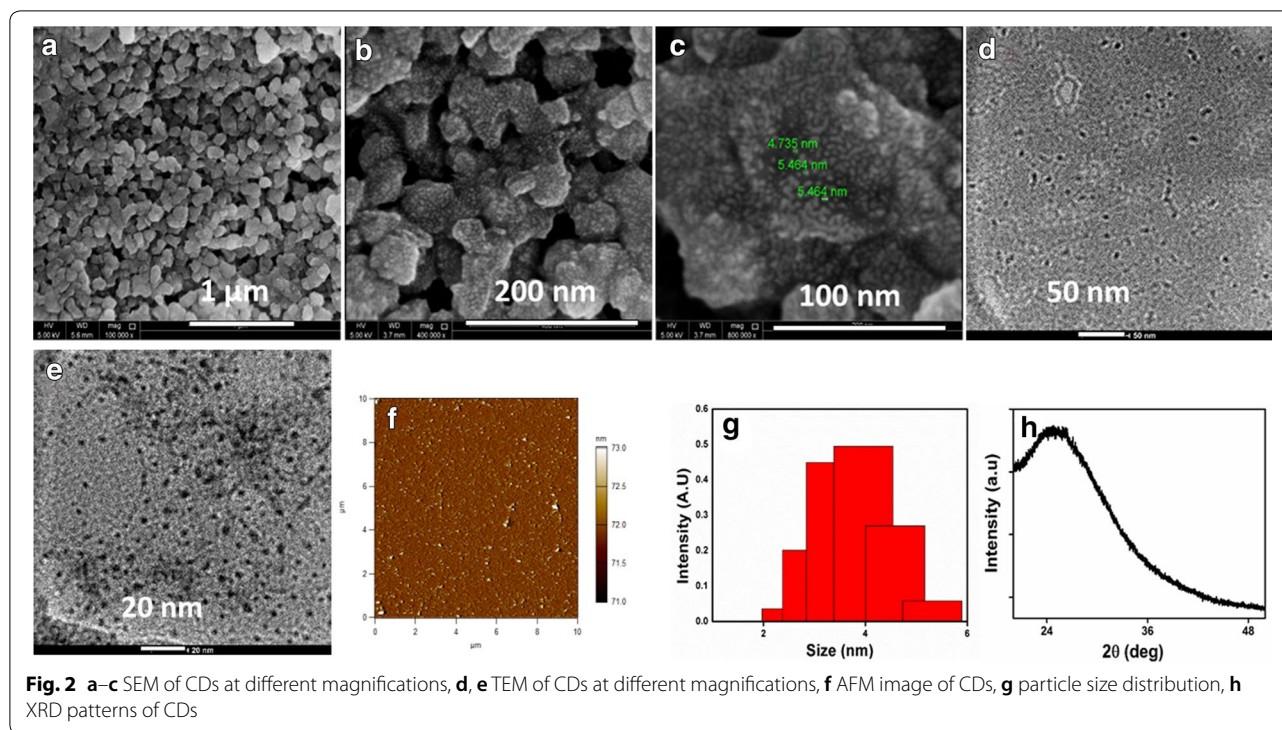 a
1 µm
HV WD mag
5.00 kV 5.6 mm 100 000 x
b
200 nm
HV WD mag
5.00 kV 3.7 mm 400 000 x
c
4.735 nm
5.464 nm
5.464 nm
100 nm
HV WD mag
5.00 kV 3.7 mm 800 000 x
d
50 nm
50 nm
e
20 nm
20 nm
f
10
8
6
4
2
0
µm
0 2 4 6 8 10
µm
nm
73.0
72.5
72.0
71.5
71.0
g
0.6
0.5
0.4
0.3
0.2
0.1
0.0
Intensity (A.U)
2 4 6
Size (nm)
h
Intensity (a.u)
24 36 48
2θ (deg)
Fig. 2 a–c SEM of CDs at different magnifications, d, e TEM of CDs at different magnifications, f AFM image of CDs, g particle size distribution, h
XRD patterns of CDs